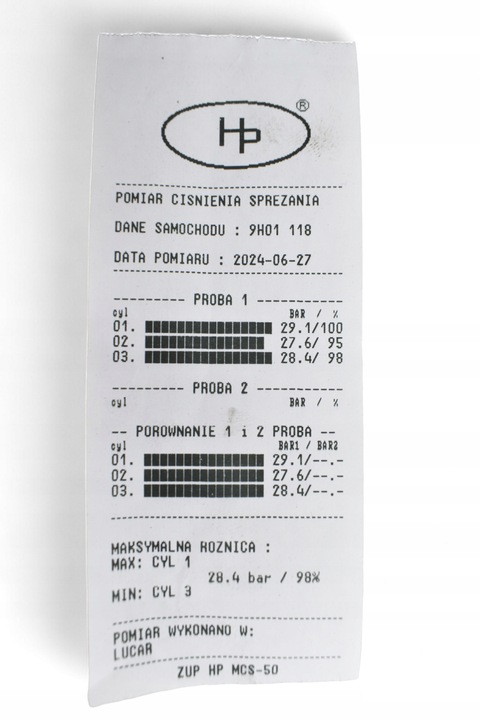 HP ®
POMIAR CISNIENIA SPREZANIA
DANE SAMOCHODU : 9H01 118
DATA POMIARU : 2024-06-27
---------- PROBA 1 ------------
cyl BAR / %
01. 29.1/100
02. 27.6/ 95
03. 28.4/ 98
---------- PROBA 2 ------------
cyl BAR / %
-- POROWNANIE 1 i 2 PROBA --
cyl BAR1 / BAR2
01. 29.1/--.-
02. 27.6/--.-
03. 28.4/--.-
MAKSYMALNA ROZNICA :
MAX: CYL 1
28.4 bar / 98%
MIN: CYL 3
POMIAR WYKONANO W:
LUCAR
ZUP HP MCS-50